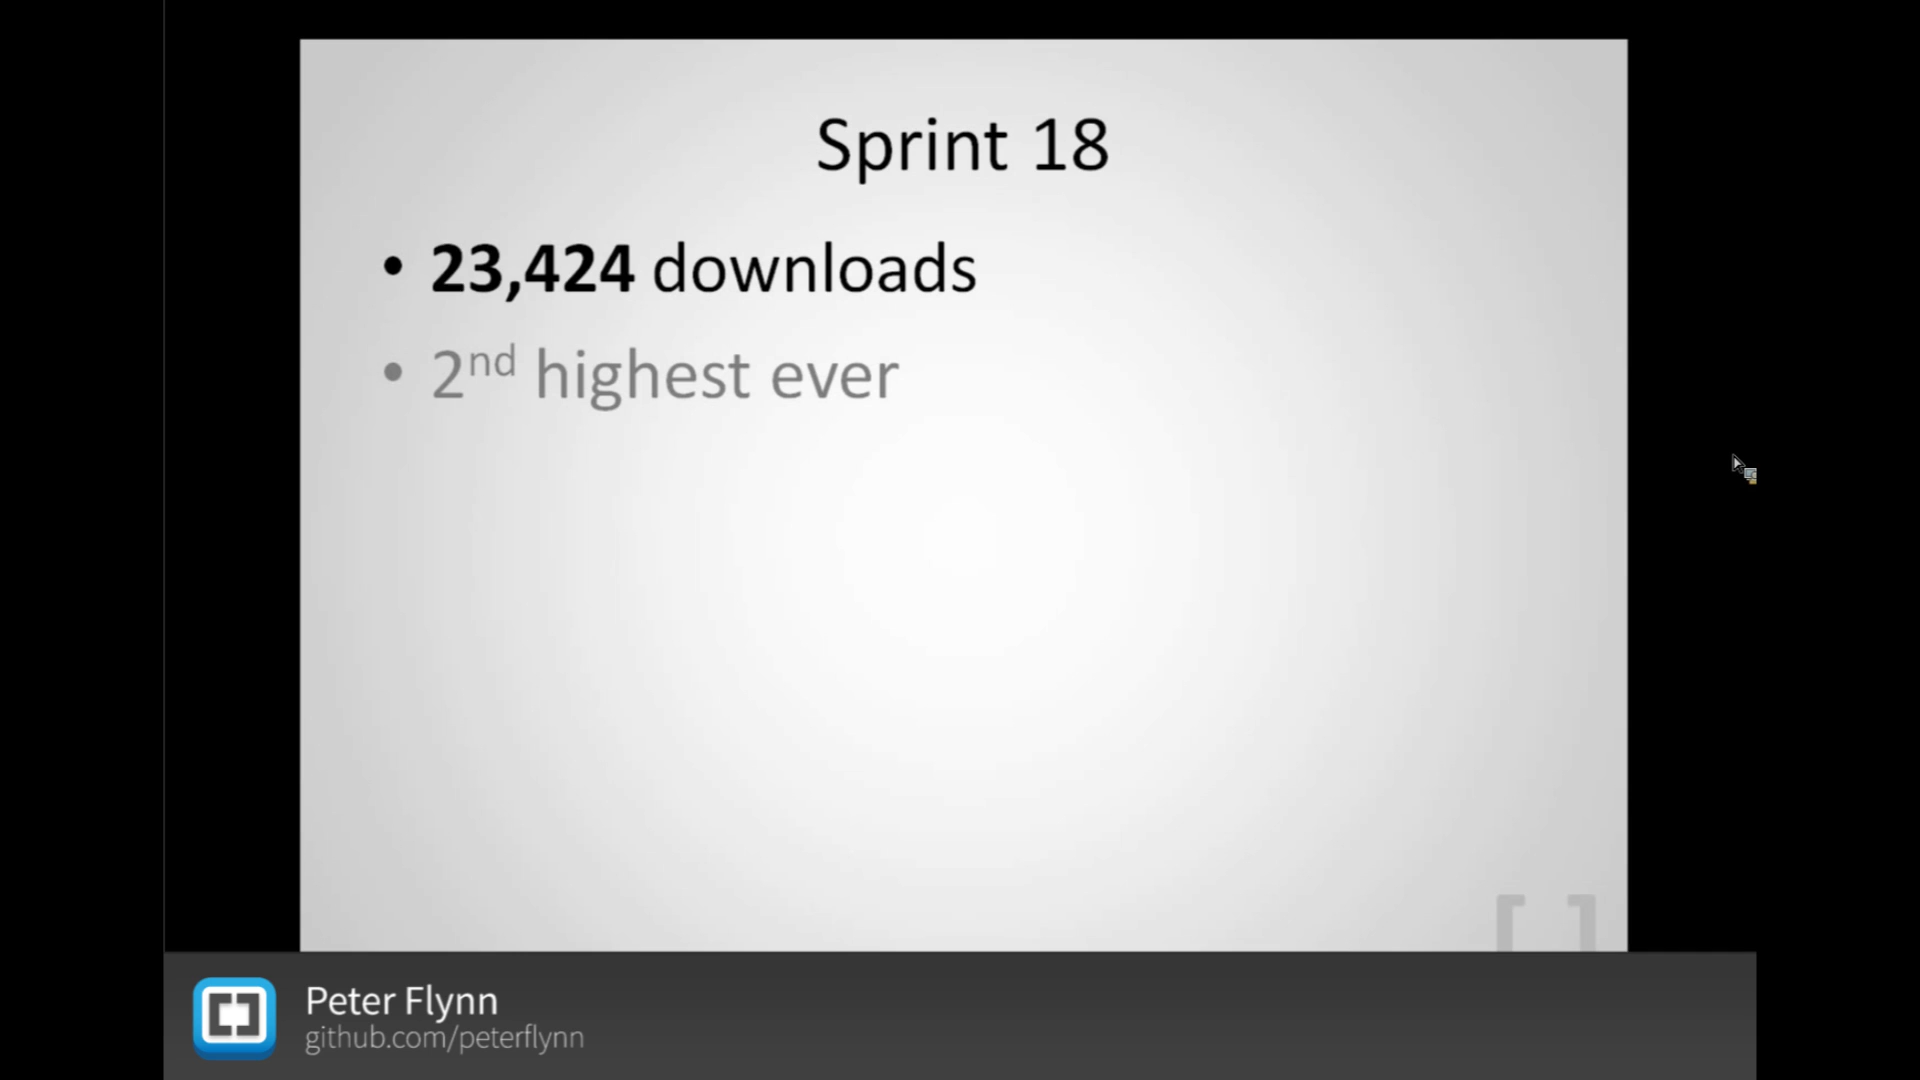 Sprint 18
• 23,424 downloads
• 2nd highest ever
[ ]
Peter Flynn
github.com/peterflynn